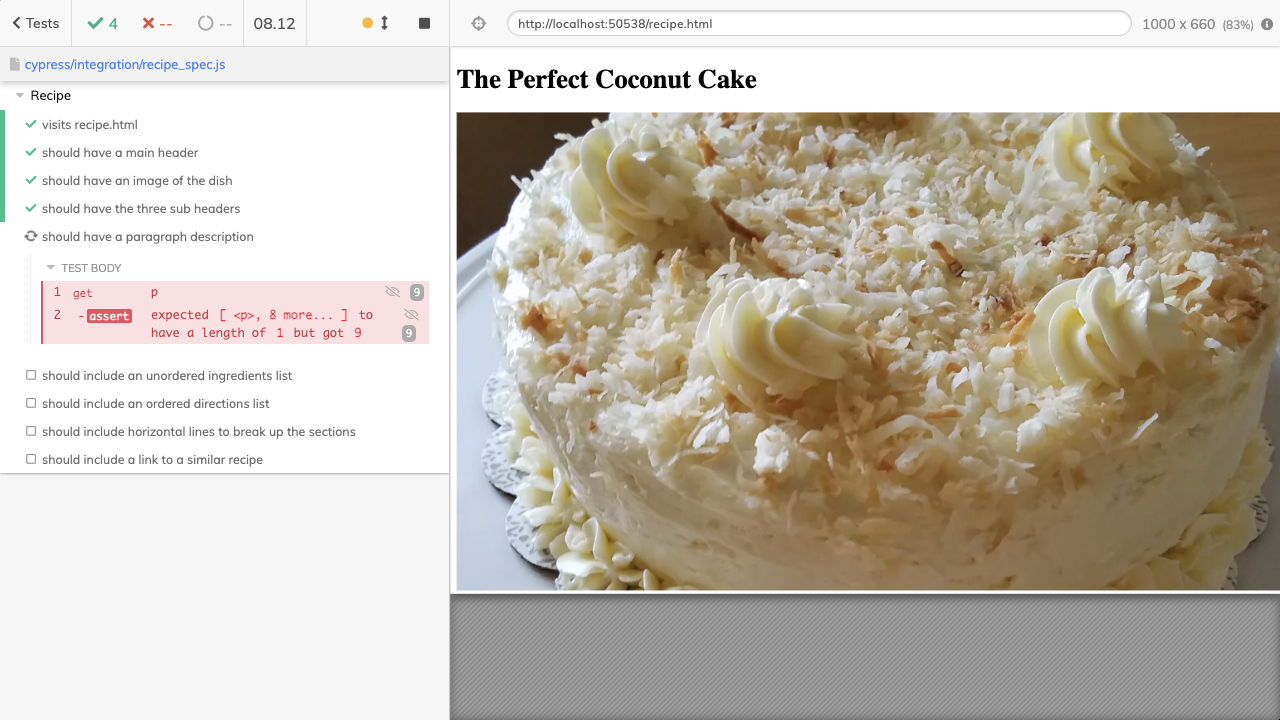 Tests
4
--
--
08.12
http://localhost:50538/recipe.html
1000 x 660 (83%)
cypress/integration/recipe_spec.js
Recipe
visits recipe.html
should have a main header
should have an image of the dish
should have the three sub headers
should have a paragraph description
TEST BODY
1 get p 9
2 -assert expected [ <p>, 8 more... ] to
have a length of 1 but got 9 9
should include an unordered ingredients list
should include an ordered directions list
should include horizontal lines to break up the sections
should include a link to a similar recipe
The Perfect Coconut Cake